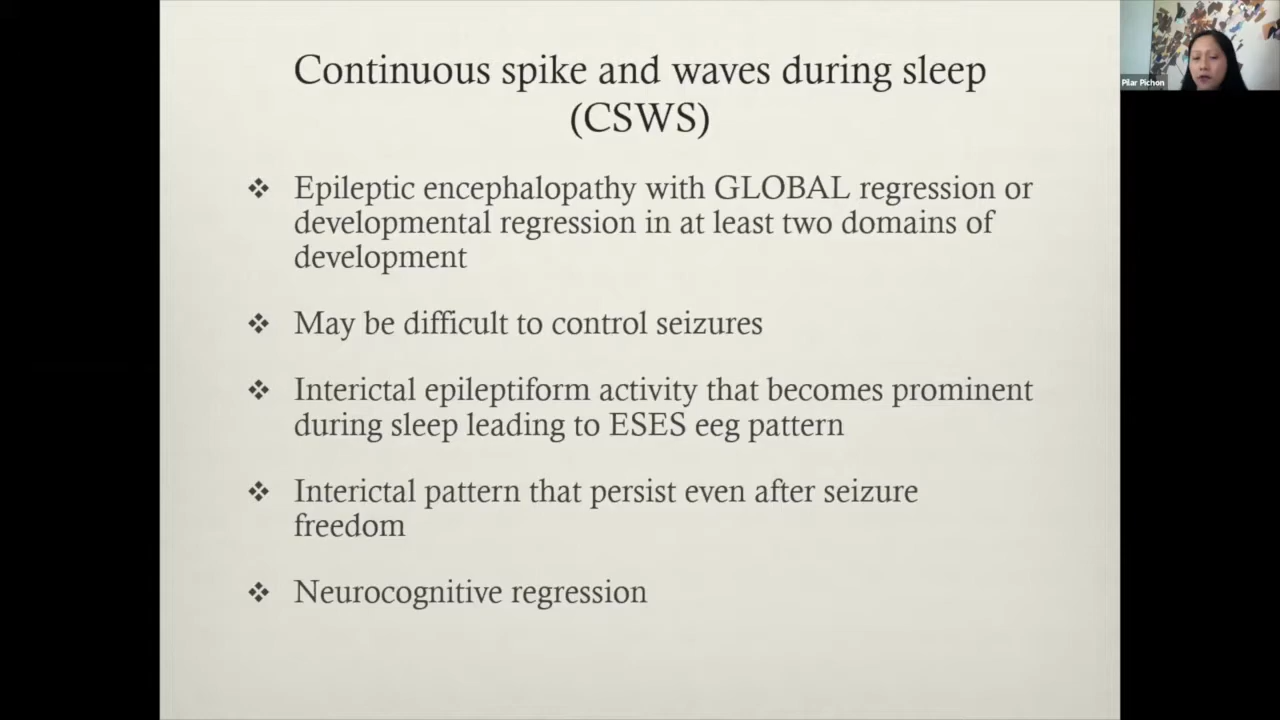 Continuous spike and waves during sleep
(CSWS)
Pilar Pichon
❖ Epileptic encephalopathy with GLOBAL regression or
developmental regression in at least two domains of
development
❖ May be difficult to control seizures
❖ Interictal epileptiform activity that becomes prominent
during sleep leading to ESES eeg pattern
❖ Interictal pattern that persist even after seizure
freedom
❖ Neurocognitive regression